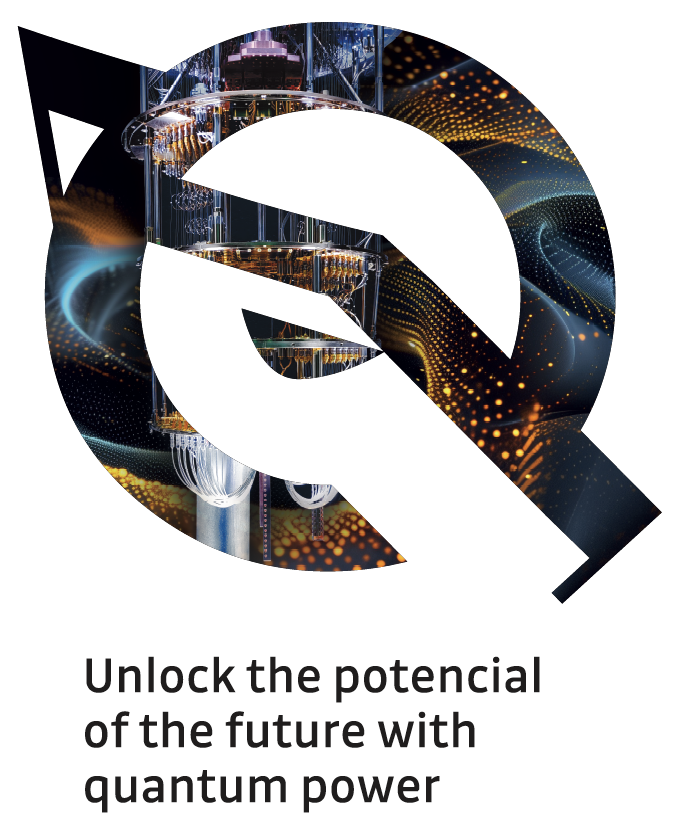 Unlock the potencial
of the future with
quantum power